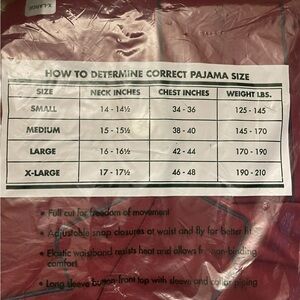 X-LARGE
HOW TO DETERMINE CORRECT PAJAMA SIZE
SIZE NECK INCHES CHEST INCHES WEIGHT LBS.
SMALL 14 - 14½ 34 - 36 125 - 145
MEDIUM 15 - 15½ 38 - 40 145 - 170
LARGE 16 - 16½ 42 - 44 170 - 190
X-LARGE 17 - 17½ 46 - 48 190 - 210
• Full cut for freedom of movement
• Adjustable snap closures at waist and fly for better fit
• Elastic waistband resists heat and allows for non-binding
comfort
• Long sleeve button-front top with sleeve and collar piping